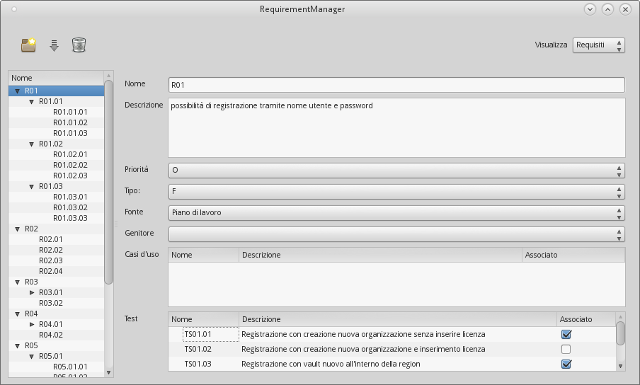 RequirementManager
Visualizza Requisiti
Nome
R01
R01.01
R01.01.01
R01.01.02
R01.01.03
R01.02
R01.02.01
R01.02.02
R01.02.03
R01.03
R01.03.01
R01.03.02
R01.03.03
R02
R02.01
R02.02
R02.03
R02.04
R03
R03.01
R03.02
R04
R04.01
R04.02
R05
R05.01
R05.01.01
R05.01.02
Nome R01
Descrizione possibilitá di registrazione tramite nome utente e password
Prioritá O
Tipo: F
Fonte Piano di lavoro
Genitore
Casi d'uso Nome Descrizione Associato
Test Nome Descrizione Associato
TS01.01 Registrazione con creazione nuova organizzazione senza inserire licenza
TS01.02 Registrazione con creazione nuova organizzazione e inserimento licenza
TS01.03 Registrazione con vault nuovo all'interno della region